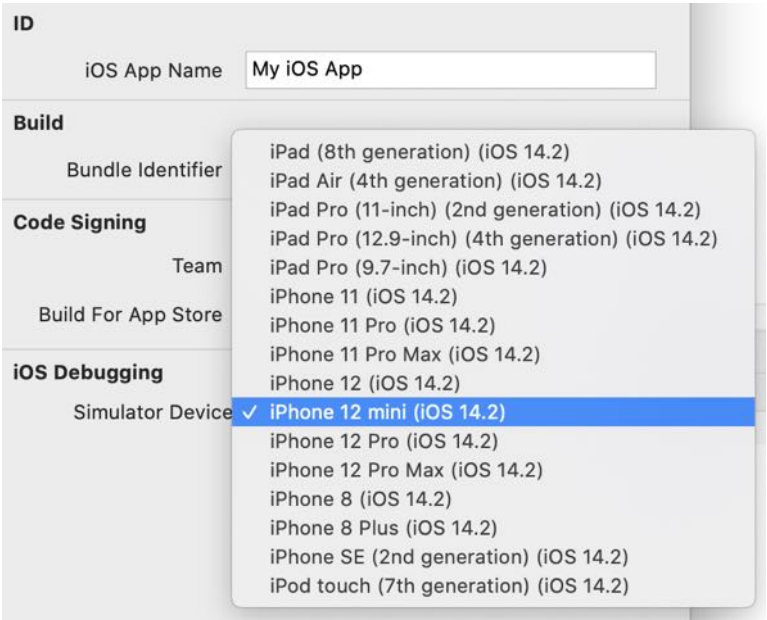 ID
iOS App Name My iOS App
Build
Bundle Identifier
Code Signing
Team
Build For App Store
iOS Debugging
Simulator Device
iPad (8th generation) (iOS 14.2)
iPad Air (4th generation) (iOS 14.2)
iPad Pro (11-inch) (2nd generation) (iOS 14.2)
iPad Pro (12.9-inch) (4th generation) (iOS 14.2)
iPad Pro (9.7-inch) (iOS 14.2)
iPhone 11 (iOS 14.2)
iPhone 11 Pro (iOS 14.2)
iPhone 11 Pro Max (iOS 14.2)
iPhone 12 (iOS 14.2)
✓ iPhone 12 mini (iOS 14.2)
iPhone 12 Pro (iOS 14.2)
iPhone 12 Pro Max (iOS 14.2)
iPhone 8 (iOS 14.2)
iPhone 8 Plus (iOS 14.2)
iPhone SE (2nd generation) (iOS 14.2)
iPod touch (7th generation) (iOS 14.2)